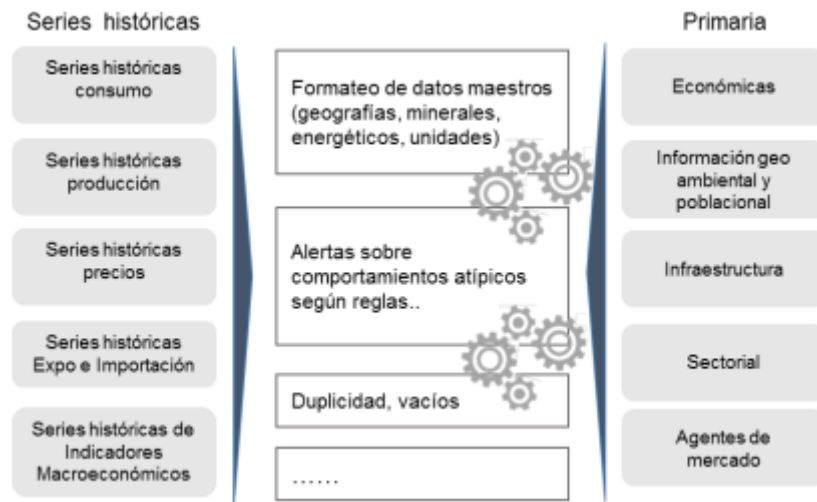 Series históricas
Series históricas
consumo
Series históricas
producción
Series históricas
precios
Series históricas
Expo e Importación
Series históricas de
Indicadores
Macroeconómicos
Formateo de datos maestros
(geografías, minerales,
energéticos, unidades)
Alertas sobre
comportamientos atípicos
según reglas..
Duplicidad, vacíos
……
Primaria
Económicas
Información geo
ambiental y
poblacional
Infraestructura
Sectorial
Agentes de
mercado